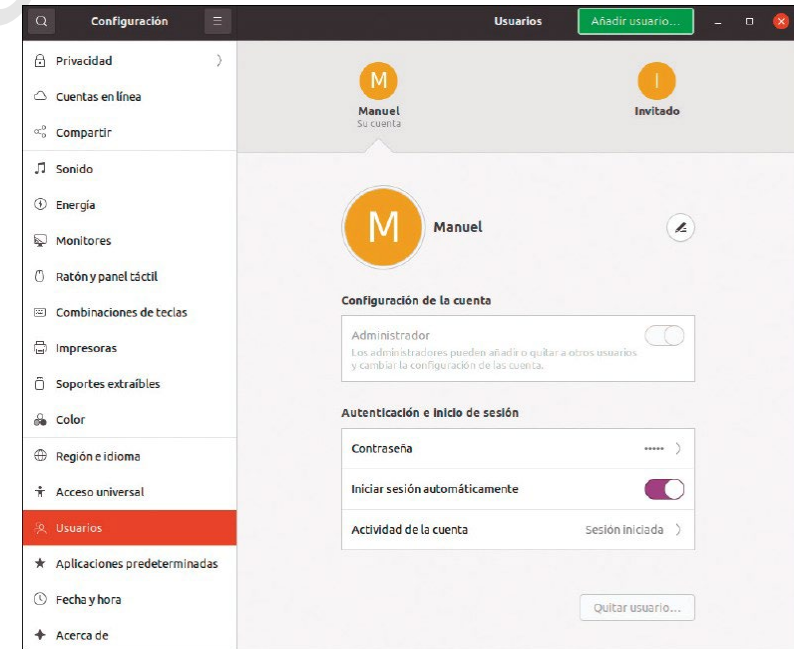 Configuración
Usuarios
Añadir usuario...
Privacidad
Cuentas en línea
Compartir
Sonido
Energía
Monitores
Ratón y panel táctil
Combinaciones de teclas
Impresoras
Soportes extraíbles
Color
Región e idioma
Acceso universal
Usuarios
Aplicaciones predeterminadas
Fecha y hora
Acerca de
M
Manuel
Su cuenta
I
Invitado
M
Manuel
Configuración de la cuenta
Administrador
Los administradores pueden añadir o quitar a otros usuarios
y cambiar la configuración de las cuenta.
Autenticación e inicio de sesión
Contraseña
•••••
Iniciar sesión automáticamente
Actividad de la cuenta
Sesión iniciada
Quitar usuario...